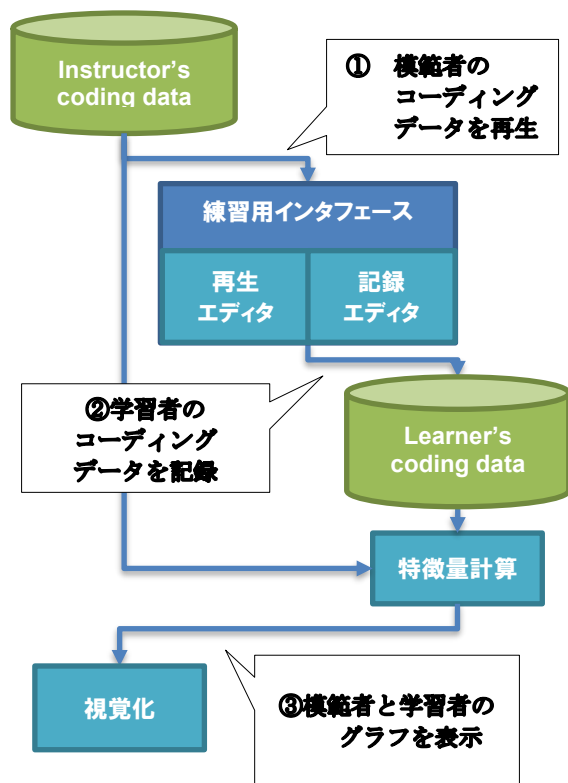 Instructor's
coding data
① 模範者の
コーディング
データを再生
練習用インタフェース
再生
エディタ
記録
エディタ
②学習者の
コーディング
データを記録
Learner's
coding data
特徴量計算
視覚化
③模範者と学習者の
グラフを表示